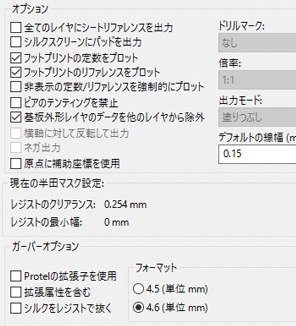 オプション
全てのレイヤにシートリファレンスを出力
シルクスクリーンにパッドを出力
フットプリントの定数をプロット
フットプリントのリファレンスをプロット
非表示の定数/リファレンスを強制的にプロット
ビアのテンティングを禁止
基板外形レイヤのデータを他のレイヤから除外
横軸に対して反転して出力
ネガ出力
原点に補助座標を使用
ドリルマーク:
なし
倍率:
1:1
出力モード:
塗りつぶし
デフォルトの線幅 (m
0.15
現在の半田マスク設定:
レジストのクリアランス: 0.254 mm
レジストの最小幅: 0 mm
ガーバーオプション
Protelの拡張子を使用
拡張属性を含む
シルクをレジストで抜く
フォーマット
4.5 (単位 mm)
4.6 (単位 mm)